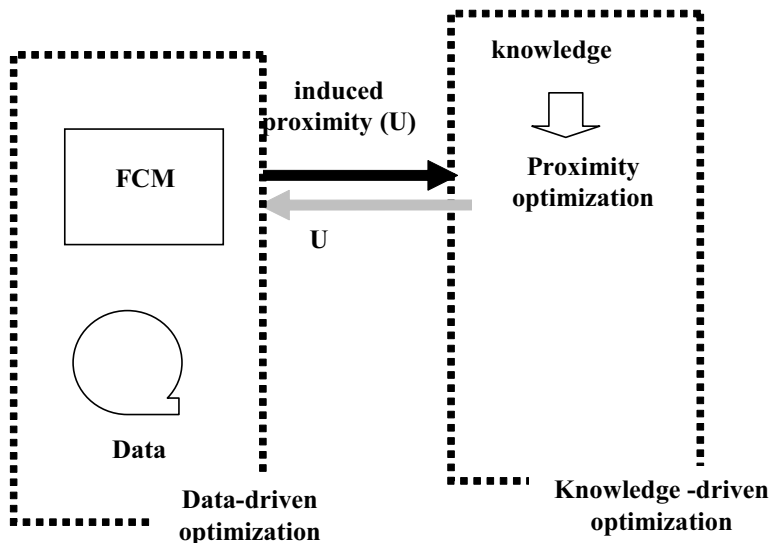 knowledge
induced
proximity (U)
FCM
Proximity
optimization
U
Data
Data-driven
optimization
Knowledge -driven
optimization